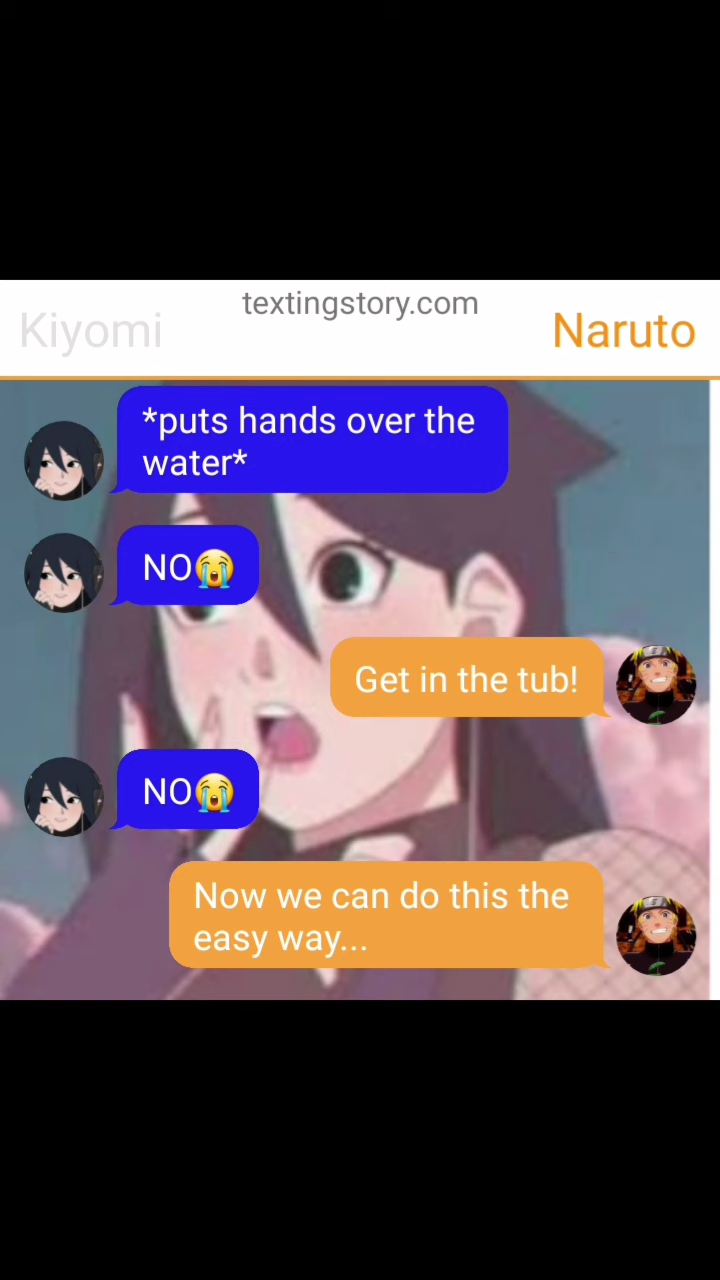 textingstory.com
Kiyomi
Naruto
*puts hands over the
water*
NO😭
Get in the tub!
NO😭
Now we can do this the
easy way...